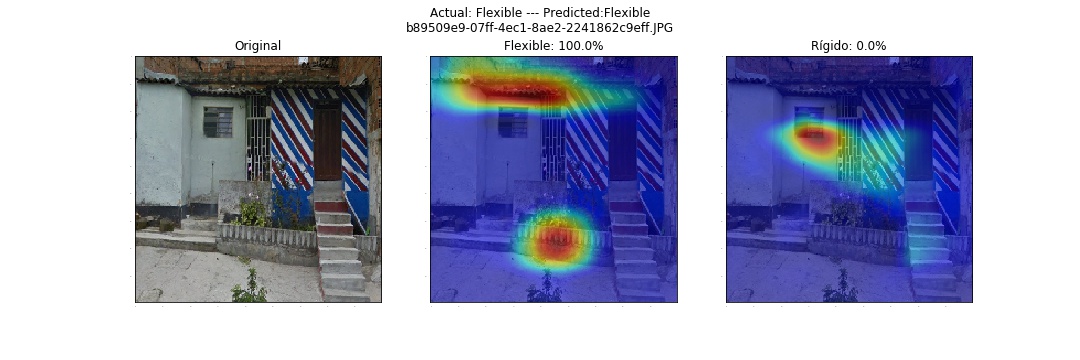 Actual: Flexible --- Predicted:Flexible
b89509e9-07ff-4ec1-8ae2-2241862c9eff.JPG
Original
Flexible: 100.0%
Rígido: 0.0%